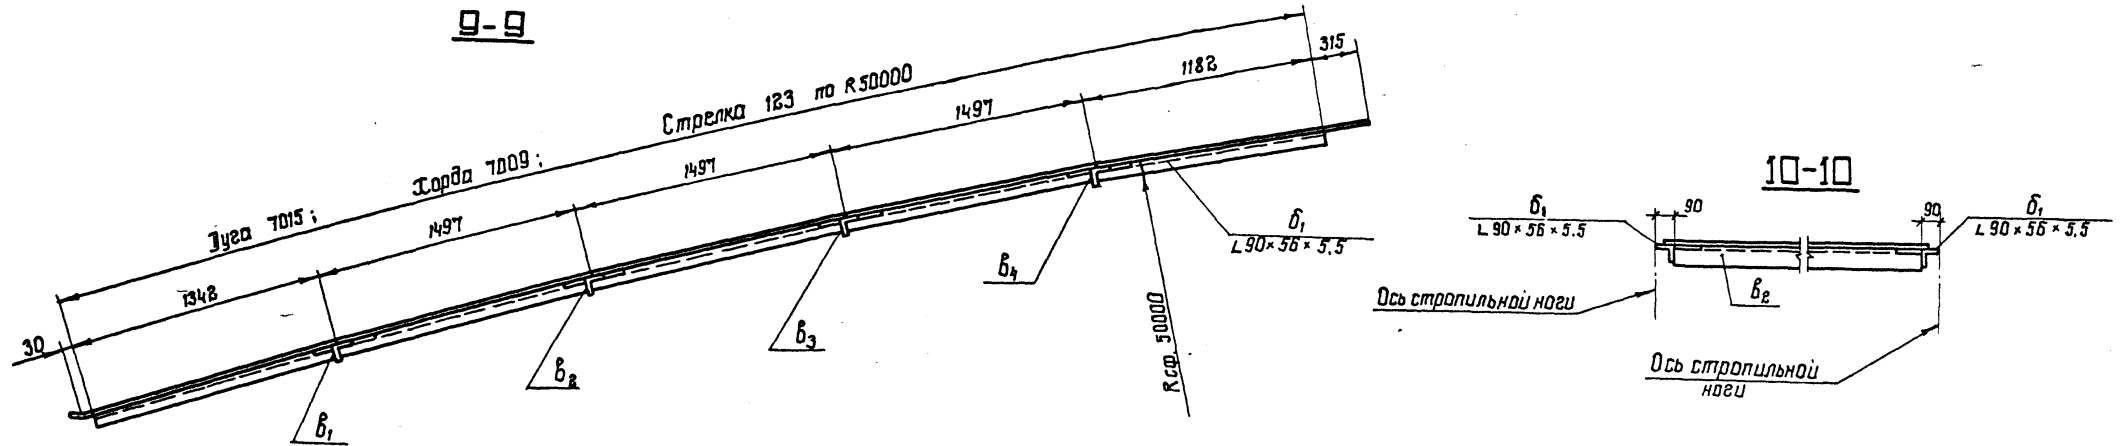 9-9
Дуга 7015; Хорда 7009; Стрелка 123 по R50000
315
1182
1497
1497
1497
1342
30
б₁
∟90×56×5,5
в₁
в₂
в₃
в₄
Rсф. 50000
10-10
90
90
б₁
∟90×56×5,5
б₁
∟90×56×5,5
в₂
Ось стропильной ноги
Ось стропильной
ноги